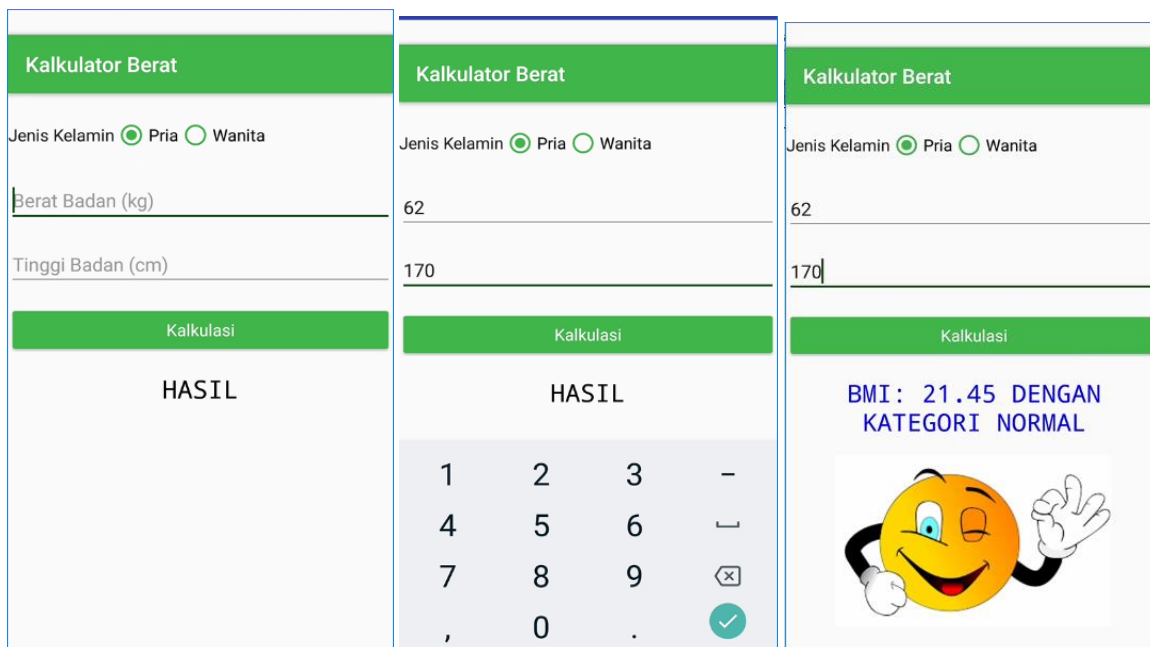 Kalkulator Berat
Jenis Kelamin Pria Wanita
Berat Badan (kg)
Tinggi Badan (cm)
Kalkulasi
HASIL
Kalkulator Berat
Jenis Kelamin Pria Wanita
62
170
Kalkulasi
HASIL
1 2 3 -
4 5 6
7 8 9
, 0 .
Kalkulator Berat
Jenis Kelamin Pria Wanita
62
170
Kalkulasi
BMI: 21.45 DENGAN
KATEGORI NORMAL